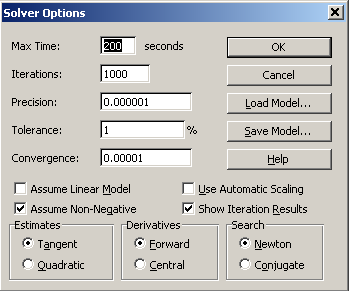 Solver Options
Max Time: 200 seconds OK
Iterations: 1000 Cancel
Precision: 0.000001 Load Model...
Tolerance: 1 % Save Model...
Convergence: 0.00001 Help
Assume Linear Model Use Automatic Scaling
Assume Non-Negative Show Iteration Results
Estimates Derivatives Search
Tangent Forward Newton
Quadratic Central Conjugate